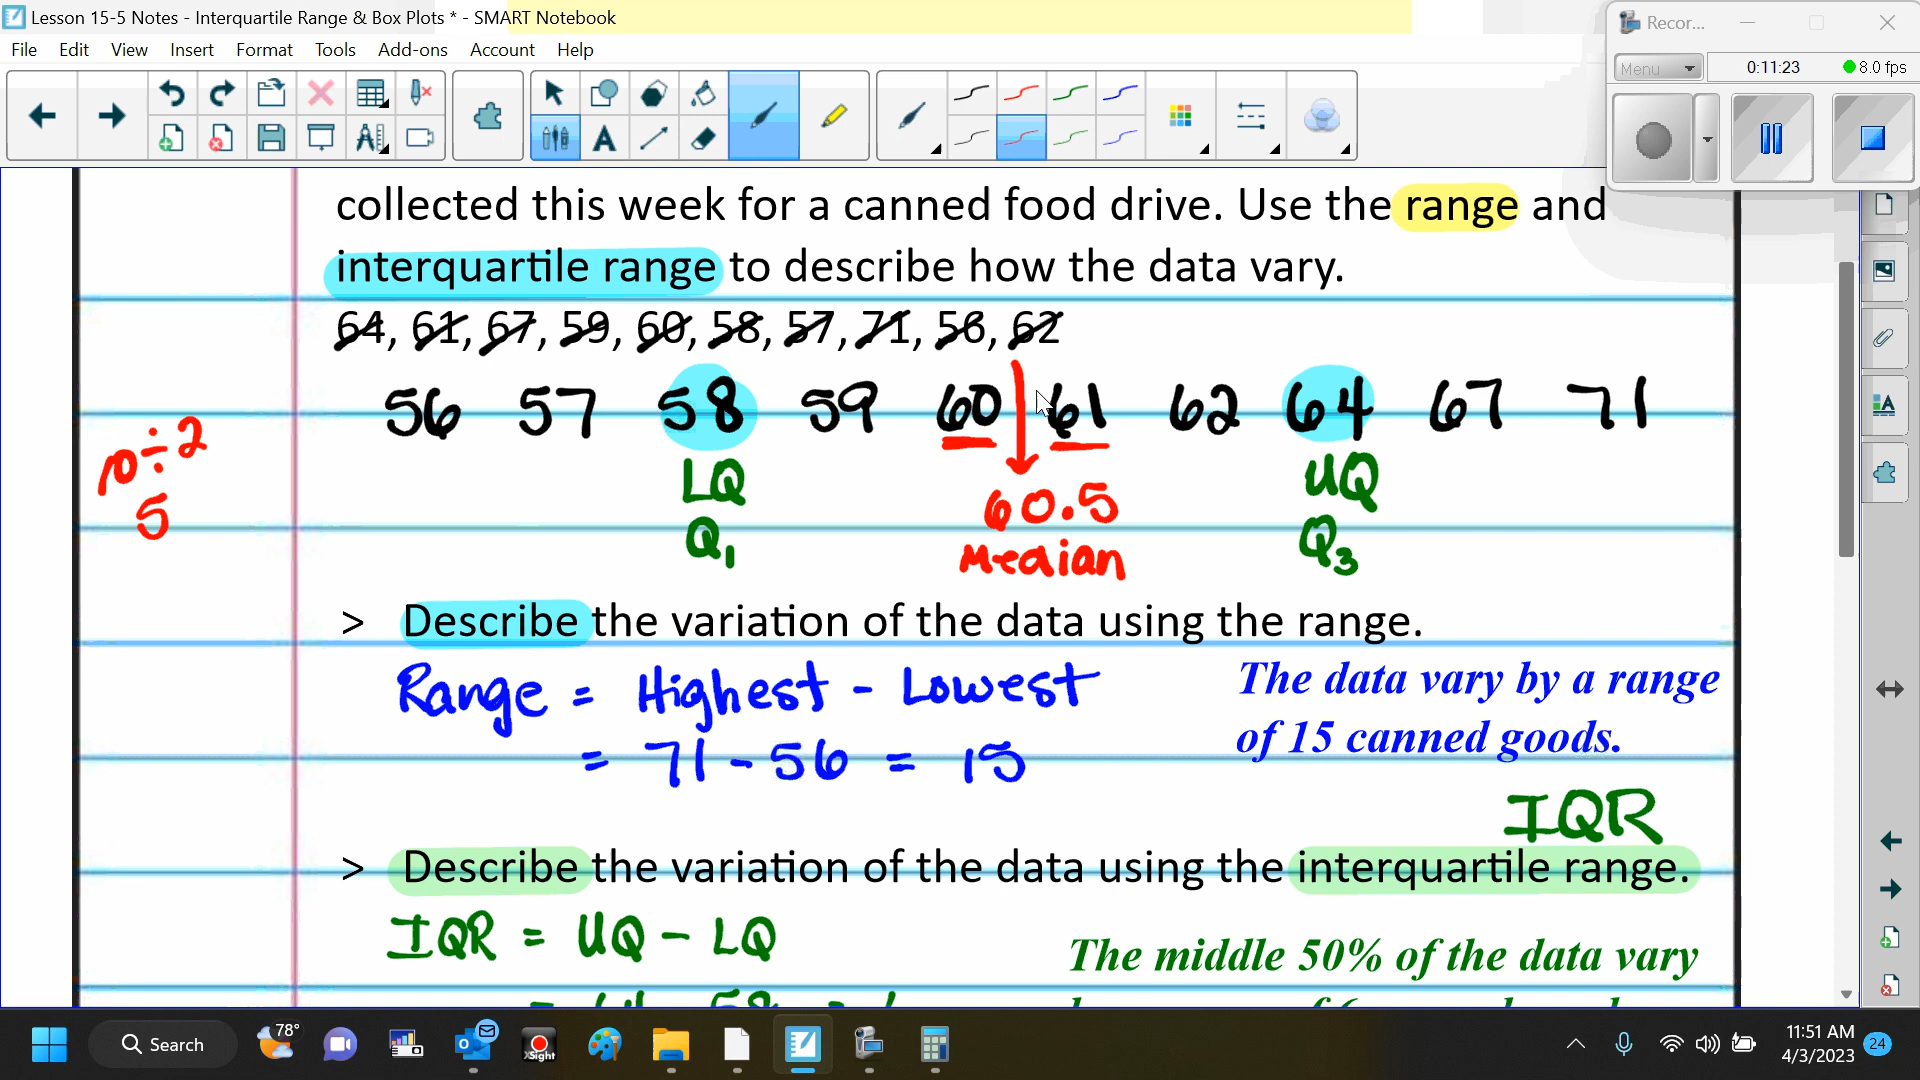 Lesson 15-5 Notes - Interquartile Range & Box Plots * - SMART Notebook
Recor...
File Edit View Insert Format Tools Add-ons Account Help
Menu 0:11:23 8.0 fps
collected this week for a canned food drive. Use the range and
interquartile range to describe how the data vary.
64, 61, 67, 59, 60, 58, 57, 71, 56, 62
56 57 58 59 60 61 62 64 67 71
10÷2
5
LQ
Q1
60.5
Median
UQ
Q3
> Describe the variation of the data using the range.
Range = Highest - Lowest
= 71 - 56 = 15
The data vary by a range
of 15 canned goods.
IQR
> Describe the variation of the data using the interquartile range.
IQR = UQ - LQ
The middle 50% of the data vary
78°
Search
XSight
11:51 AM
4/3/2023
24